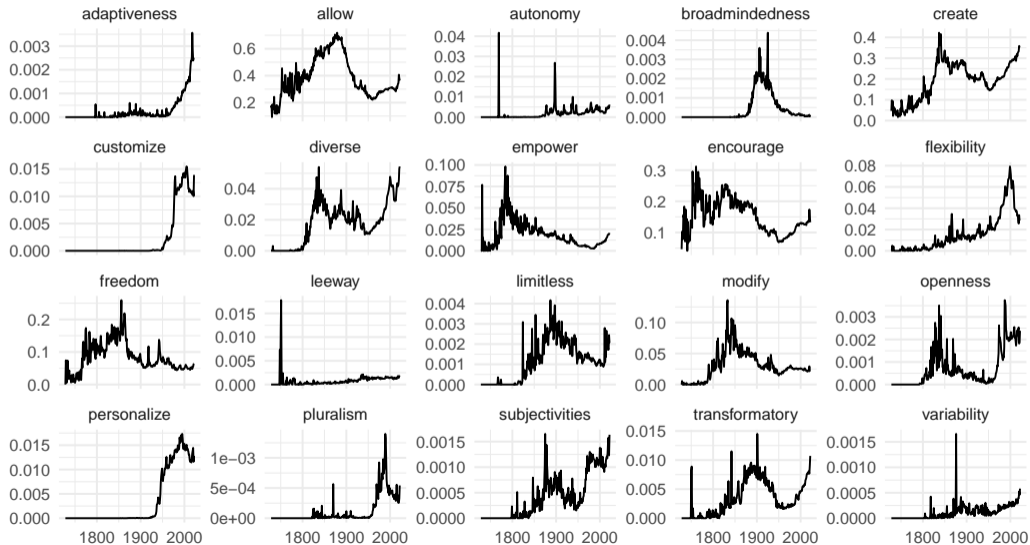 adaptiveness allow autonomy broadmindedness create
0.003 0.002 0.001 0.000
0.6 0.4 0.2
0.04 0.03 0.02 0.01 0.00
0.004 0.003 0.002 0.001 0.000
0.4 0.3 0.2 0.1 0.0
customize diverse empower encourage flexibility
0.015 0.010 0.005 0.000
0.04 0.02 0.00
0.100 0.075 0.050 0.025 0.000
0.3 0.2 0.1
0.08 0.06 0.04 0.02 0.00
freedom leeway limitless modify openness
0.2 0.1 0.0
0.015 0.010 0.005 0.000
0.004 0.003 0.002 0.001 0.000
0.10 0.05 0.00
0.004 0.003 0.002 0.001 0.000
personalize pluralism subjectivities transformatory variability
0.015 0.010 0.005 0.000
1e−03 5e−04 0e+00
0.0015 0.0010 0.0005 0.0000
0.015 0.010 0.005 0.000
0.0015 0.0010 0.0005 0.0000
1800 1900 2000 1800 1900 2000 1800 1900 2000 1800 1900 2000 1800 1900 2000